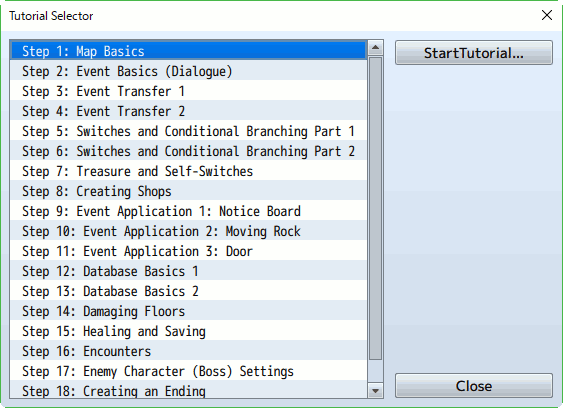 Tutorial Selector
Step 1: Map Basics
StartTutorial...
Step 2: Event Basics (Dialogue)
Step 3: Event Transfer 1
Step 4: Event Transfer 2
Step 5: Switches and Conditional Branching Part 1
Step 6: Switches and Conditional Branching Part 2
Step 7: Treasure and Self-Switches
Step 8: Creating Shops
Step 9: Event Application 1: Notice Board
Step 10: Event Application 2: Moving Rock
Step 11: Event Application 3: Door
Step 12: Database Basics 1
Step 13: Database Basics 2
Step 14: Damaging Floors
Step 15: Healing and Saving
Step 16: Encounters
Step 17: Enemy Character (Boss) Settings
Step 18: Creating an Ending
Close